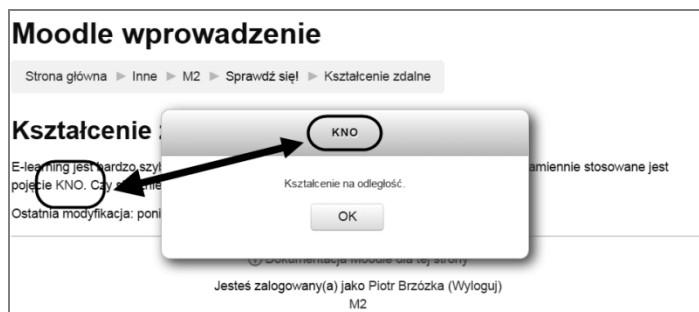 Moodle wprowadzenie
Strona główna ► Inne ► M2 ► Sprawdź się! ► Kształcenie zdalne
Kształcenie
KNO
E-learning jest bardzo szyb
amiennie stosowane jest
Kształcenie na odległość.
pojęcie KNO. Czy
OK
Ostatnia modyfikacja: poni
Dokumentacja Moodle dla tej strony
Jesteś zalogowany(a) jako Piotr Brzózka (Wyloguj)
M2